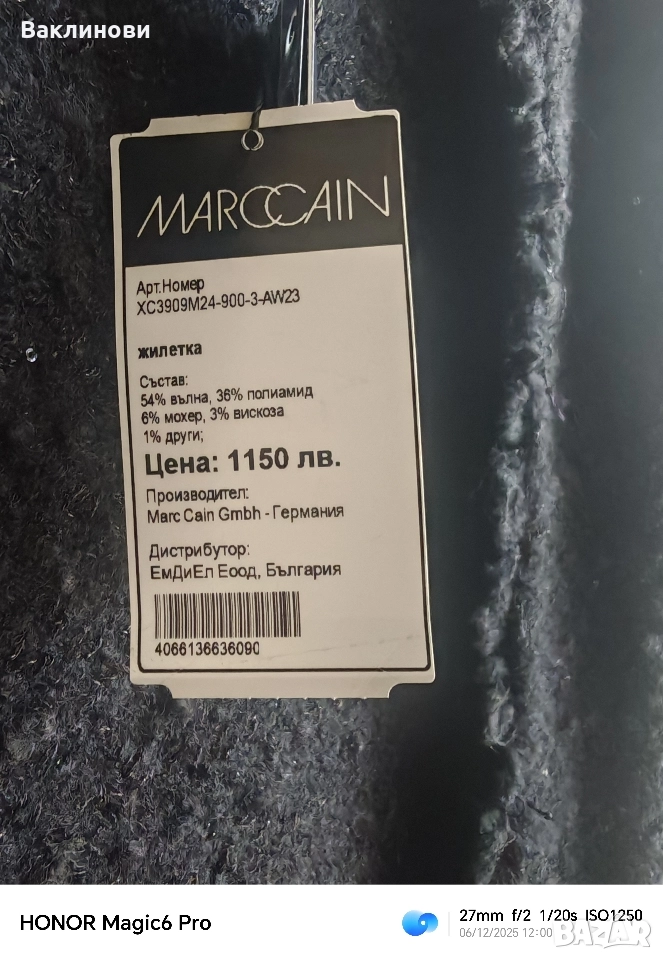 Ваклинови
MARCCAIN
Арт.Номер
XC3909M24-900-3-AW23
жилетка
Състав:
54% вълна, 36% полиамид
6% мохер, 3% вискоза
1% други;
Цена: 1150 лв.
Производител:
Marc Cain Gmbh - Германия
Дистрибутор:
ЕмДиЕл Еоод, България
4066136636090
HONOR Magic6 Pro
27mm f/2 1/20s ISO1250
06/12/2025 12:00
BAZAR